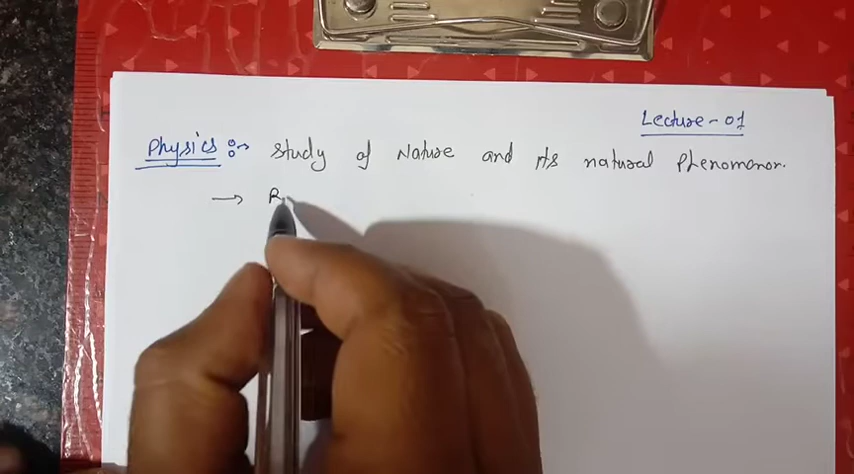 Lecture - 01
Physics :→ study of Nature and its natural Phenomenon.
→ R